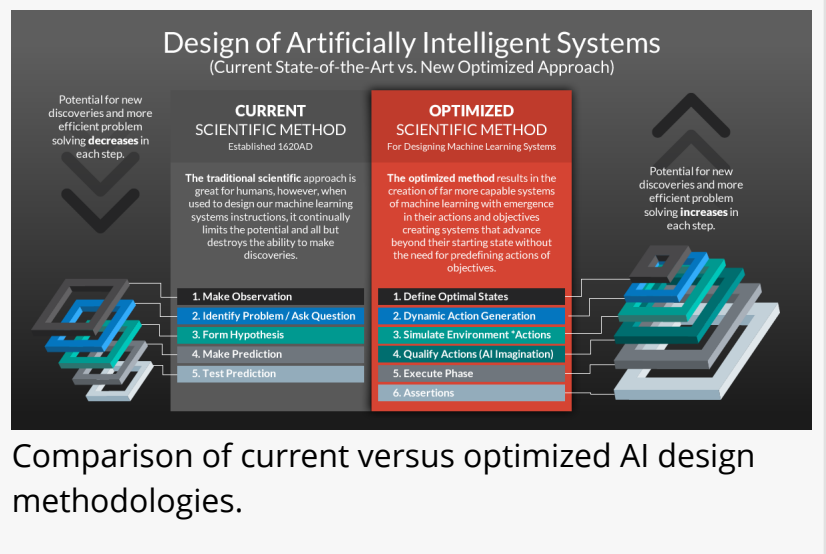 Design of Artificially Intelligent Systems
(Current State-of-the-Art vs. New Optimized Approach)
Potential for new
discoveries and more
efficient problem
solving decreases in
each step.
CURRENT
SCIENTIFIC METHOD
Established 1620AD
The traditional scientific approach is
great for humans, however, when
used to design our machine learning
systems instructions, it continually
limits the potential and all but
destroys the ability to make
discoveries.
1. Make Observation
2. Identify Problem / Ask Question
3. Form Hypothesis
4. Make Prediction
5. Test Prediction
OPTIMIZED
SCIENTIFIC METHOD
For Designing Machine Learning Systems
The optimized method results in the
creation of far more capable systems
of machine learning with emergence
in their actions and objectives
creating systems that advance
beyond their starting state without
the need for predefining actions of
objectives.
1. Define Optimal States
2. Dynamic Action Generation
3. Simulate Environment *Actions
4. Qualify Actions (AI Imagination)
5. Execute Phase
6. Assertions
Potential for new
discoveries and more
efficient problem
solving increases in
each step.
Comparison of current versus optimized AI design
methodologies.